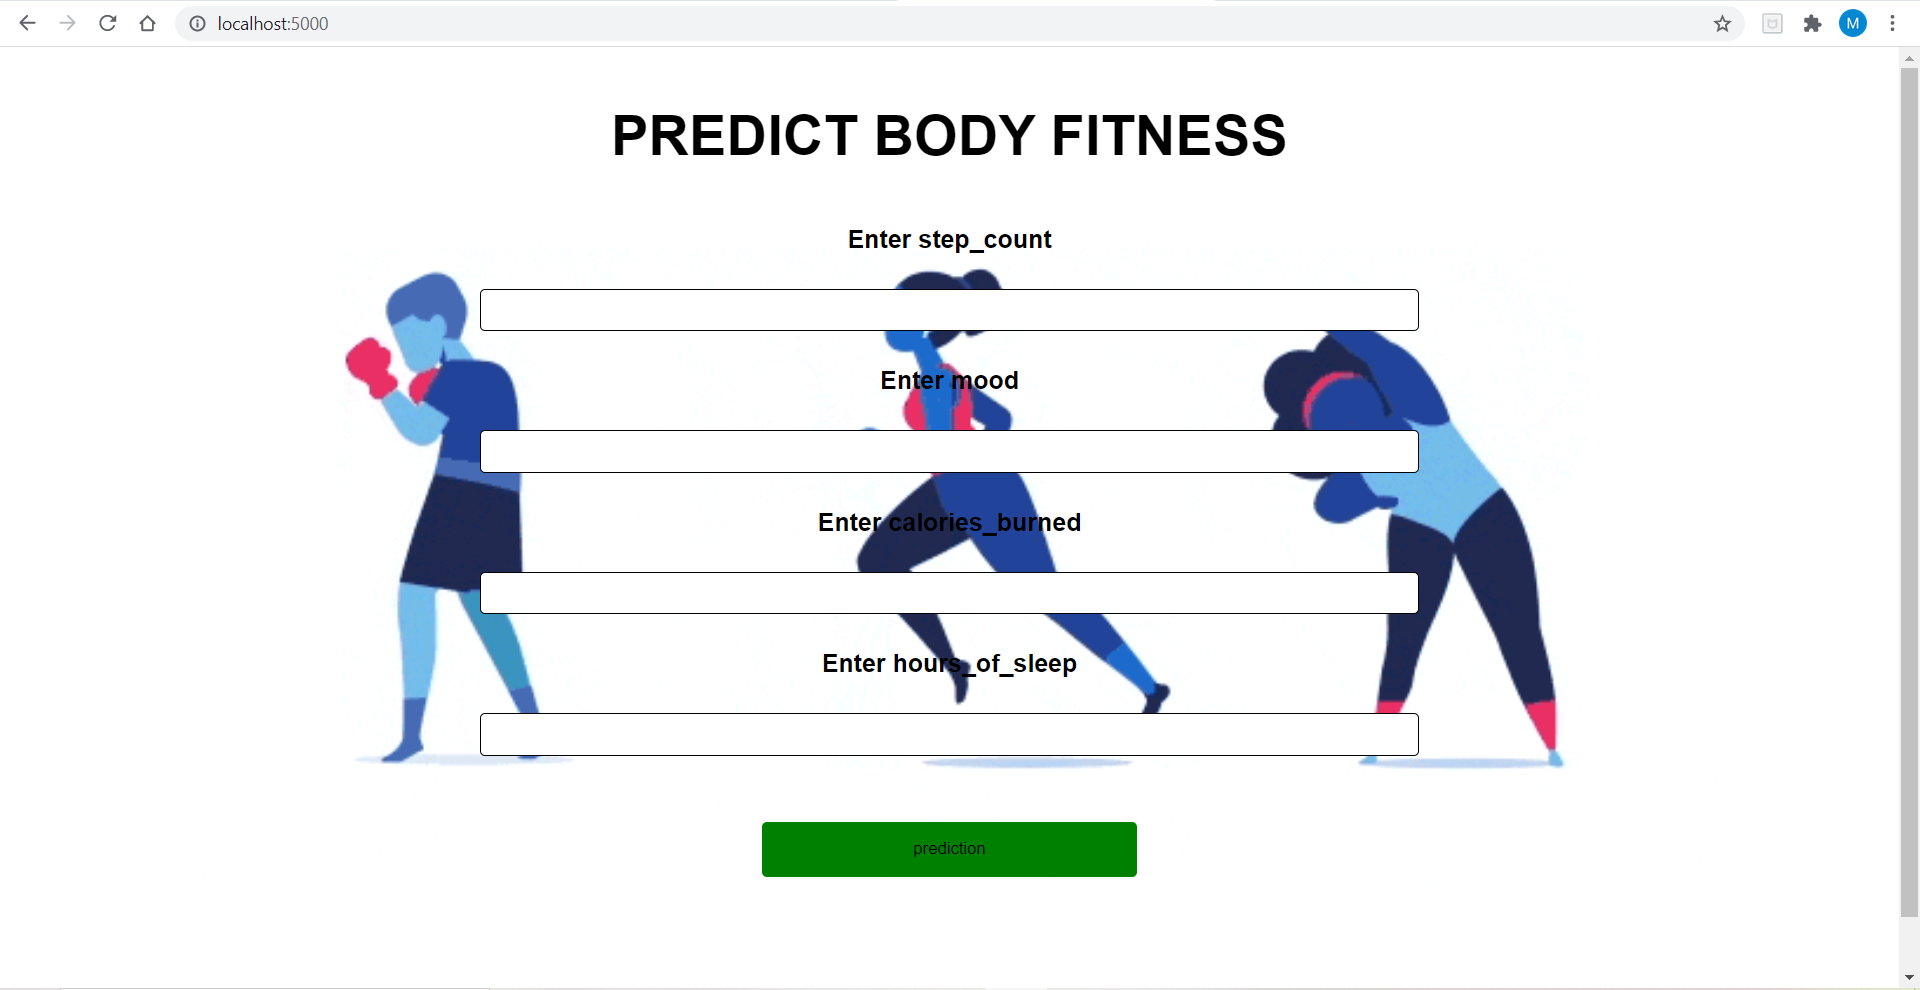 localhost:5000
M
PREDICT BODY FITNESS
Enter step_count
Enter mood
Enter calories_burned
Enter hours_of_sleep
prediction